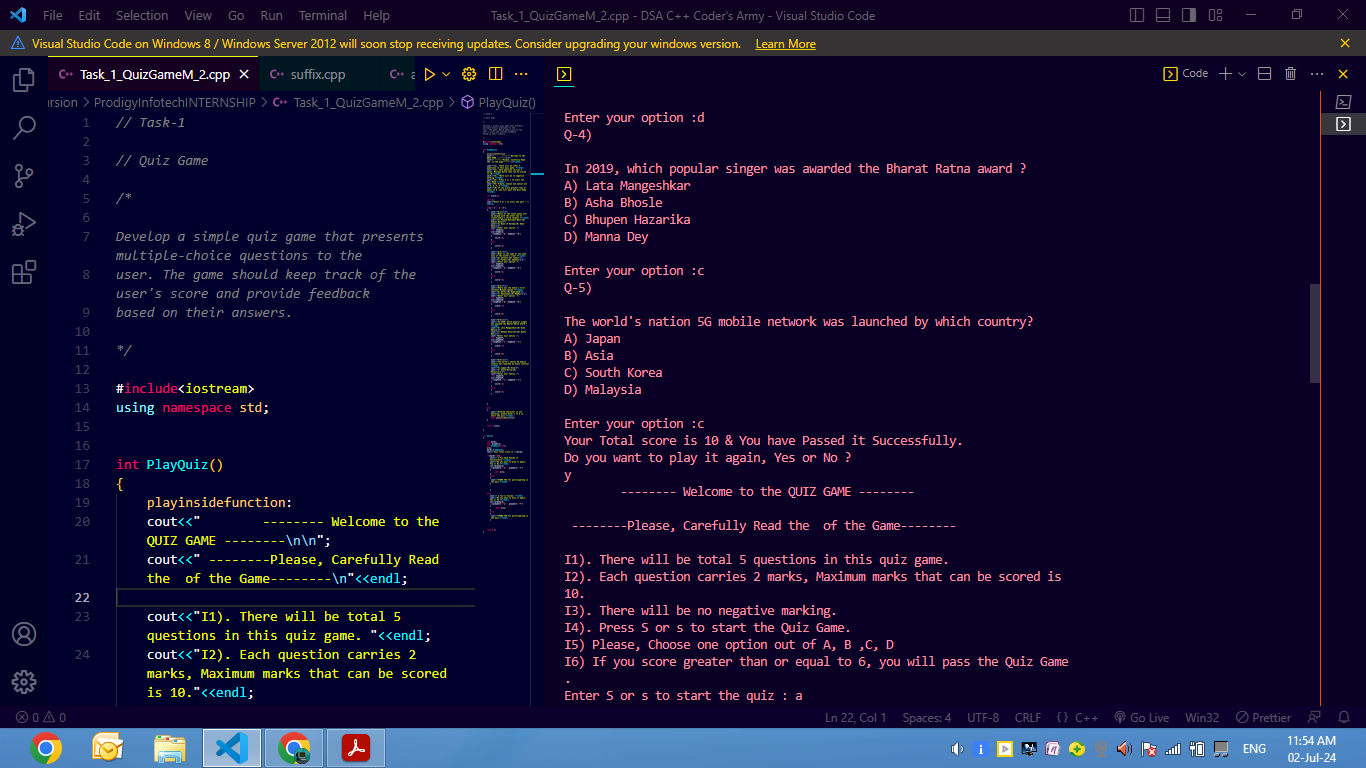 File Edit Selection View Go Run Terminal Help Task_1_QuizGameM_2.cpp - DSA C++ Coder's Army - Visual Studio Code
Visual Studio Code on Windows 8 / Windows Server 2012 will soon stop receiving updates. Consider upgrading your windows version. Learn More
Task_1_QuizGameM_2.cpp
suffix.cpp
Code
ursion > ProdigyInfotechINTERNSHIP > Task_1_QuizGameM_2.cpp > PlayQuiz()
1 // Task-1
2
3 // Quiz Game
4
5 /*
6
7 Develop a simple quiz game that presents
multiple-choice questions to the
8 user. The game should keep track of the
user's score and provide feedback
9 based on their answers.
10
11 */
12
13 #include<iostream>
14 using namespace std;
15
16
17 int PlayQuiz()
18 {
19 playinsidefunction:
20 cout<<"        -------- Welcome to the
QUIZ GAME --------\n\n";
21 cout<<" --------Please, Carefully Read
the  of the Game--------\n"<<endl;
22
23 cout<<"I1). There will be total 5
questions in this quiz game. "<<endl;
24 cout<<"I2). Each question carries 2
marks, Maximum marks that can be scored
is 10."<<endl;
Enter your option :d
Q-4)
In 2019, which popular singer was awarded the Bharat Ratna award ?
A) Lata Mangeshkar
B) Asha Bhosle
C) Bhupen Hazarika
D) Manna Dey
Enter your option :c
Q-5)
The world's nation 5G mobile network was launched by which country?
A) Japan
B) Asia
C) South Korea
D) Malaysia
Enter your option :c
Your Total score is 10 & You have Passed it Successfully.
Do you want to play it again, Yes or No ?
y
-------- Welcome to the QUIZ GAME --------
--------Please, Carefully Read the  of the Game--------
I1). There will be total 5 questions in this quiz game.
I2). Each question carries 2 marks, Maximum marks that can be scored is
10.
I3). There will be no negative marking.
I4). Press S or s to start the Quiz Game.
I5) Please, Choose one option out of A, B ,C, D
I6) If you score greater than or equal to 6, you will pass the Quiz Game
.
Enter S or s to start the quiz : a
0 0 Ln 22, Col 1 Spaces: 4 UTF-8 CRLF {} C++ Go Live Win32 Prettier
ENG
11:54 AM
02-Jul-24